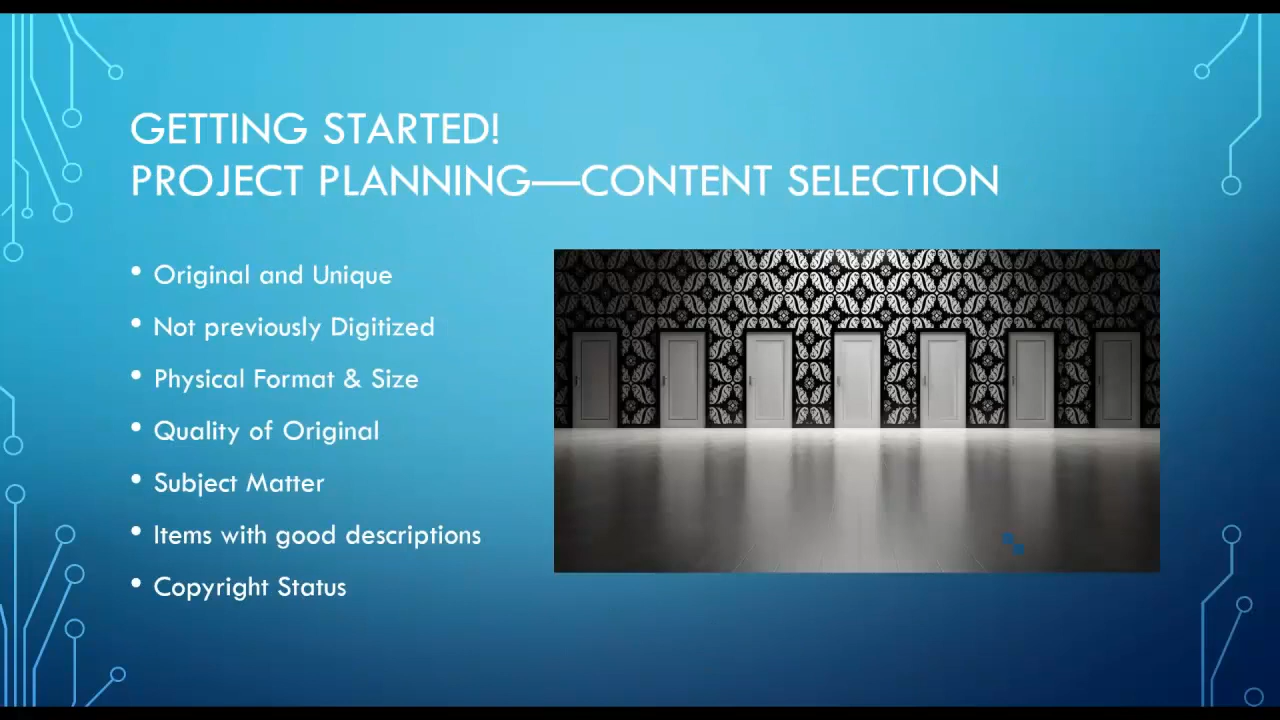 GETTING STARTED!
PROJECT PLANNING—CONTENT SELECTION
• Original and Unique
• Not previously Digitized
• Physical Format & Size
• Quality of Original
• Subject Matter
• Items with good descriptions
• Copyright Status